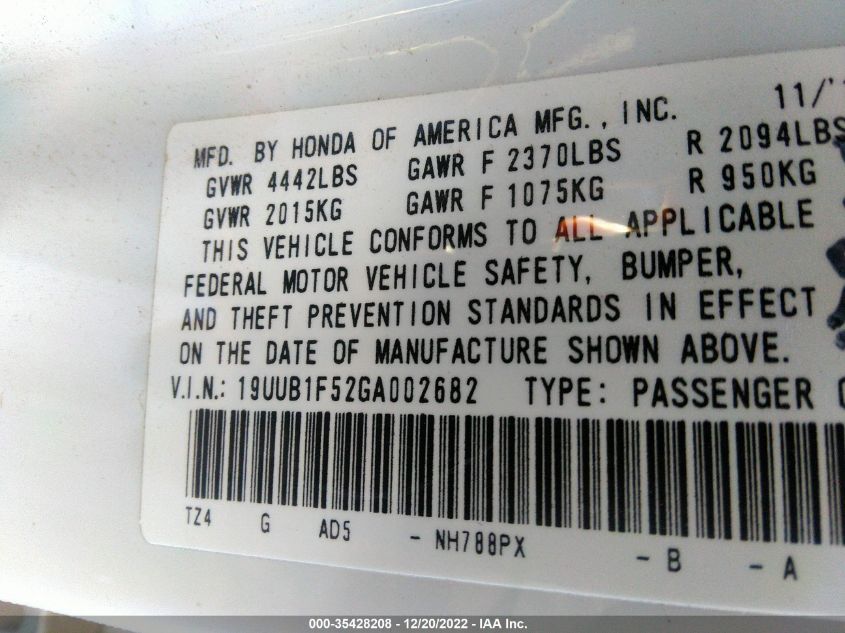 11/
MFD. BY HONDA OF AMERICA MFG., INC.
GVWR 4442LBS GAWR F 2370LBS R 2094LBS
GVWR 2015KG GAWR F 1075KG R 950KG
THIS VEHICLE CONFORMS TO ALL APPLICABLE
FEDERAL MOTOR VEHICLE SAFETY, BUMPER,
AND THEFT PREVENTION STANDARDS IN EFFECT
ON THE DATE OF MANUFACTURE SHOWN ABOVE.
V.I.N.: 19UUB1F52GA002682 TYPE: PASSENGER
TZ4 G AD5 - NH788PX - B - A
000-35428208 - 12/20/2022 - IAA Inc.